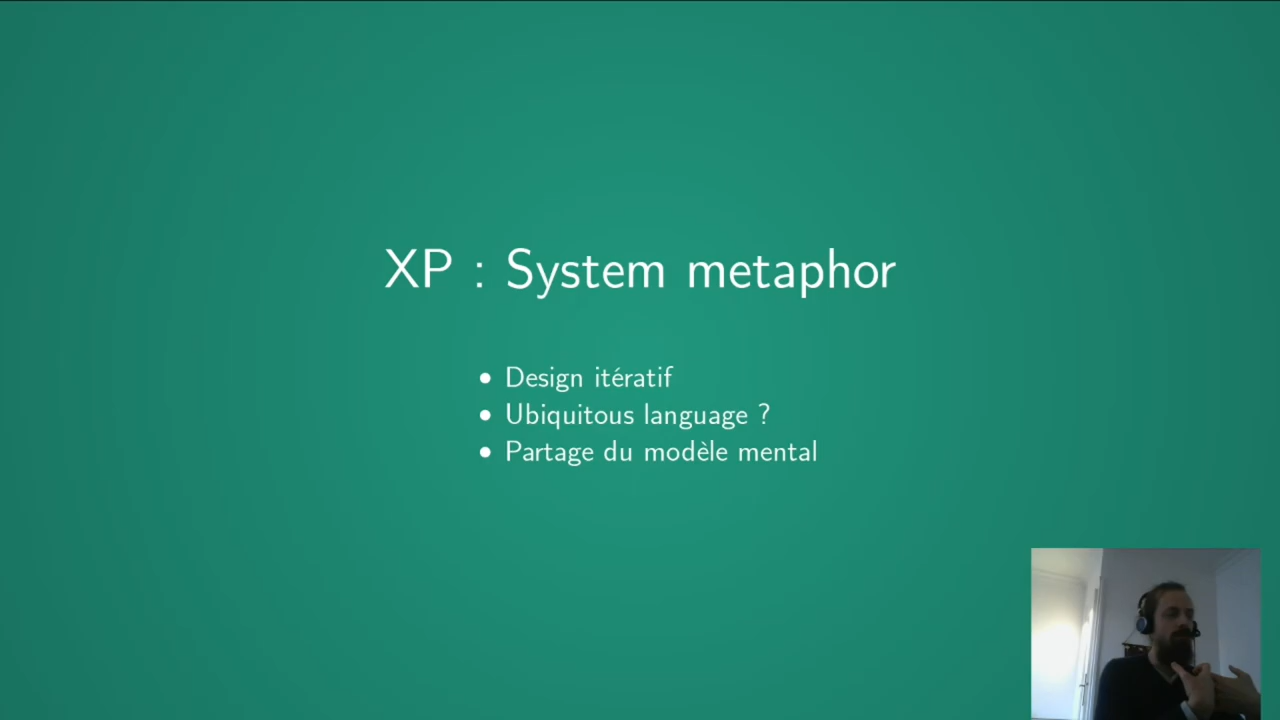 XP : System metaphor
• Design itératif
• Ubiquitous language ?
• Partage du modèle mental